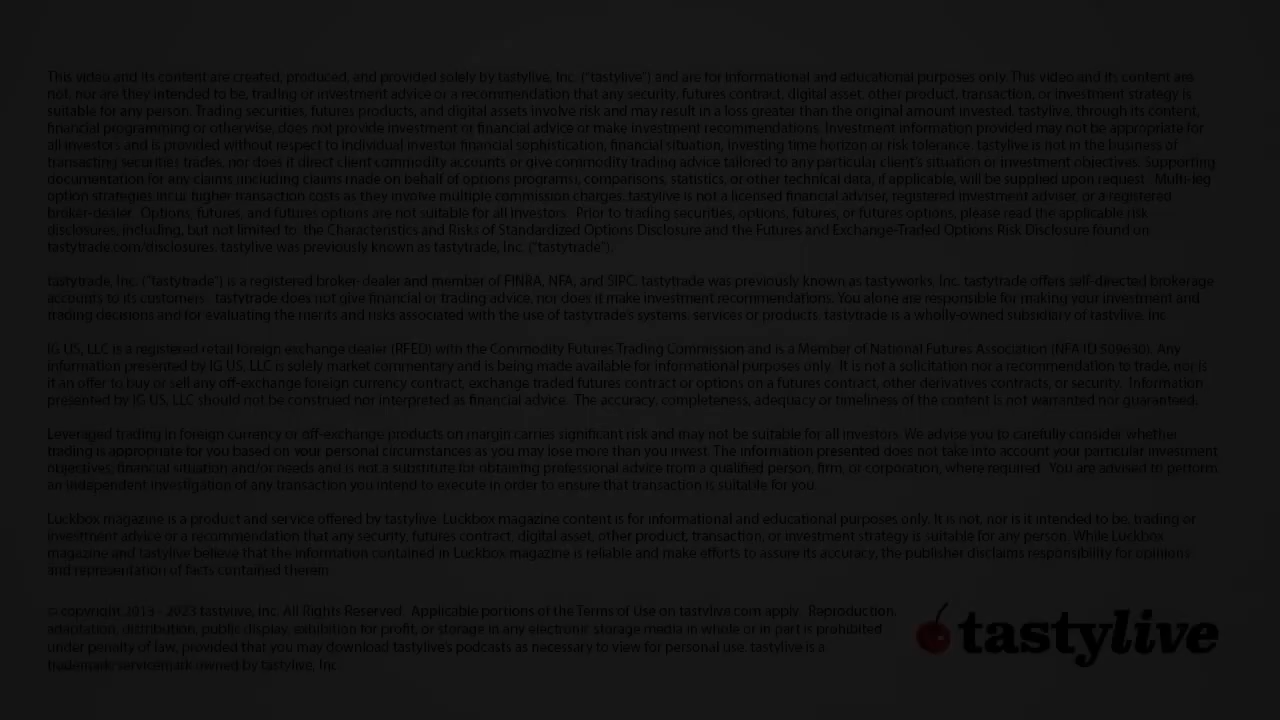 This video and its content are created, produced, and provided solely by tastylive, Inc. (“tastylive”) and are for informational and educational purposes only. This video and its content are
not, nor are they intended to be, trading or investment advice or a recommendation that any security, futures contract, digital asset, other product, transaction, or investment strategy is
suitable for any person. Trading securities, futures products, and digital assets involve risk and may result in a loss greater than the original amount invested. tastylive, through its content,
financial programming or otherwise, does not provide investment or financial advice or make investment recommendations. Investment information provided may not be appropriate for
all investors and is provided without respect to individual investor financial sophistication, financial situation, investing time horizon or risk tolerance. tastylive is not in the business of
transacting securities trades, nor does it direct client commodity accounts or give commodity trading advice tailored to any particular client’s situation or investment objectives. Supporting
documentation for any claims (including claims made on behalf of options programs), comparisons, statistics, or other technical data, if applicable, will be supplied upon request. Multi-leg
option strategies incur higher transaction costs as they involve multiple commission charges. tastylive is not a licensed financial adviser, registered investment adviser, or a registered
broker-dealer. Options, futures, and futures options are not suitable for all investors. Prior to trading securities, options, futures, or futures options, please read the applicable risk
disclosures, including, but not limited to, the Characteristics and Risks of Standardized Options Disclosure and the Futures and Exchange-Traded Options Risk Disclosure found on
tastytrade.com/disclosures. tastylive was previously known as tastytrade, Inc. (“tastytrade”).
tastytrade, Inc. (“tastytrade”) is a registered broker-dealer and member of FINRA, NFA, and SIPC. tastytrade was previously known as tastyworks, Inc. tastytrade offers self-directed brokerage
accounts to its customers. tastytrade does not give financial or trading advice, nor does it make investment recommendations. You alone are responsible for making your investment and
trading decisions and for evaluating the merits and risks associated with the use of tastytrade’s systems, services or products. tastytrade is a wholly-owned subsidiary of tastylive, Inc.
IG US, LLC is a registered retail foreign exchange dealer (RFED) with the Commodity Futures Trading Commission and is a Member of National Futures Association (NFA ID 509630). Any
information presented by IG US, LLC is solely market commentary and is being made available for informational purposes only. It is not a solicitation nor a recommendation to trade, nor is
it an offer to buy or sell any off-exchange foreign currency contract, exchange traded futures contract or options on a futures contract, other derivatives contracts, or security. Information
presented by IG US, LLC should not be construed nor interpreted as financial advice. The accuracy, completeness, adequacy or timeliness of the content is not warranted nor guaranteed.
Leveraged trading in foreign currency or off-exchange products on margin carries significant risk and may not be suitable for all investors. We advise you to carefully consider whether
trading is appropriate for you based on your personal circumstances as you may lose more than you invest. The information presented does not take into account your particular investment
objectives, financial situation and/or needs and is not a substitute for obtaining professional advice from a qualified person, firm, or corporation, where required. You are advised to perform
an independent investigation of any transaction you intend to execute in order to ensure that transaction is suitable for you.
Luckbox magazine is a product and service offered by tastylive. Luckbox magazine content is for informational and educational purposes only. It is not, nor is it intended to be, trading or
investment advice or a recommendation that any security, futures contract, digital asset, other product, transaction, or investment strategy is suitable for any person. While Luckbox
magazine and tastylive believe that the information contained in Luckbox magazine is reliable and make efforts to assure its accuracy, the publisher disclaims responsibility for opinions
and representation of facts contained therein.
© copyright 2013 - 2023 tastylive, Inc. All Rights Reserved. Applicable portions of the Terms of Use on tastylive.com apply. Reproduction,
adaptation, distribution, public display, exhibition for profit, or storage in any electronic storage media in whole or in part is prohibited
under penalty of law, provided that you may download tastylive’s podcasts as necessary to view for personal use. tastylive is a
trademark/servicemark owned by tastylive, Inc.
tastylive